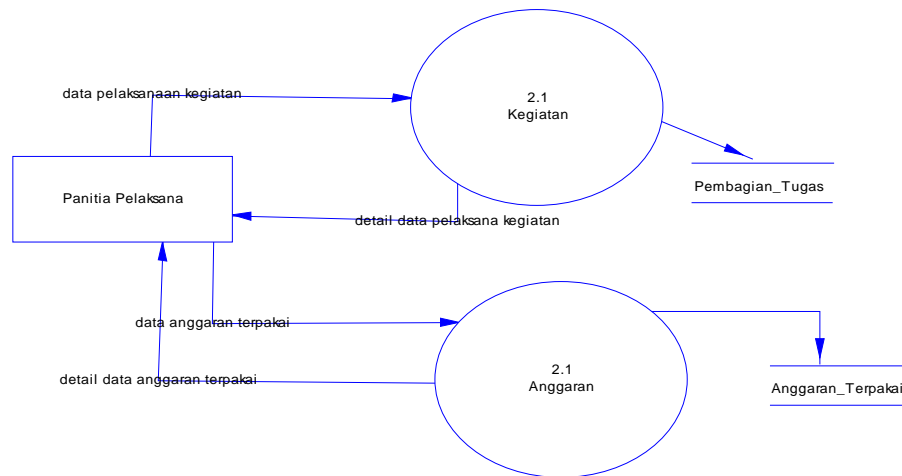 data pelaksanaan kegiatan
2.1
Kegiatan
Pembagian_Tugas
Panitia Pelaksana
detail data pelaksana kegiatan
data anggaran terpakai
2.1
Anggaran
detail data anggaran terpakai
Anggaran_Terpakai